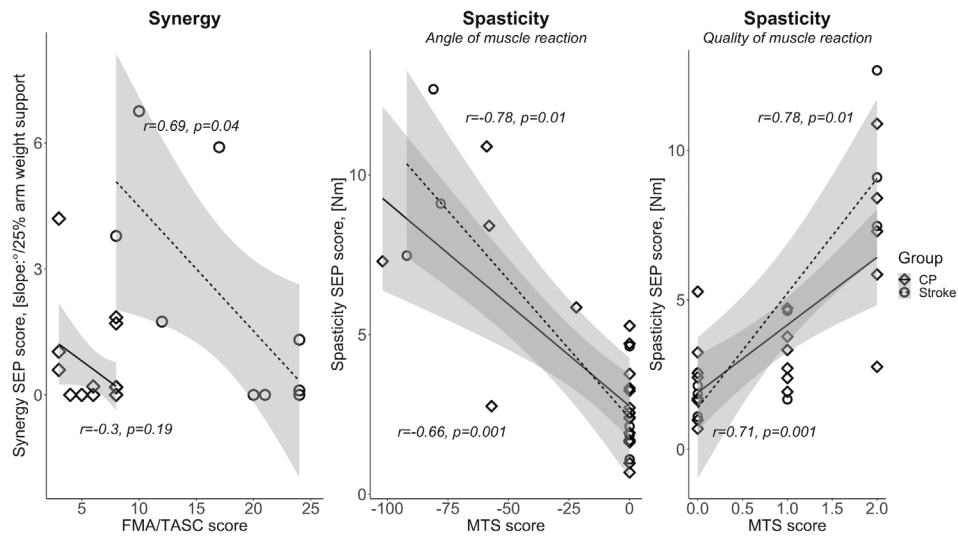 Synergy
Synergy SEP score, [slope:°/25% arm weight support
6
3
0
r=0.69, p=0.04
r=-0.3, p=0.19
5
10
15
20
25
FMA/TASC score
Spasticity
Angle of muscle reaction
Spasticity SEP score, [Nm]
10
5
0
r=-0.78, p=0.01
r=-0.66, p=0.001
-100
-75
-50
-25
0
MTS score
Spasticity
Quality of muscle reaction
Spasticity SEP score, [Nm]
10
5
0
r=0.78, p=0.01
r=0.71, p=0.001
0.0
0.5
1.0
1.5
2.0
MTS score
Group
CP
Stroke